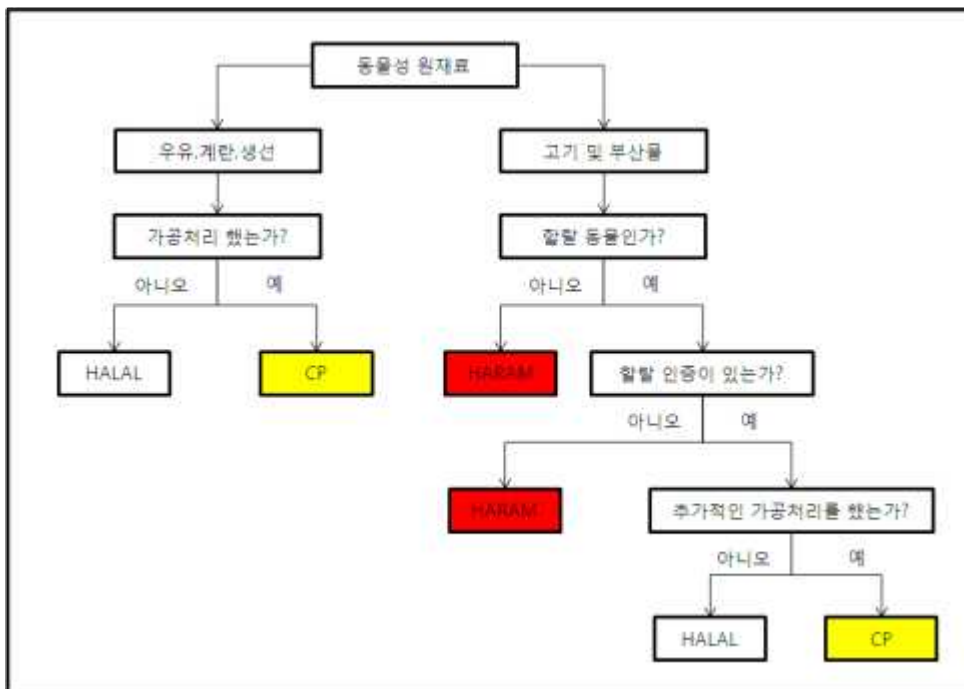 동물성 원재료
우유.계란.생선
고기 및 부산물
가공처리 했는가?
할랄 동물인가?
아니오 예
아니오 예
HALAL
CP
HARAM
할랄 인증이 있는가?
아니오 예
HARAM
추가적인 가공처리를 했는가?
아니오 예
HALAL
CP